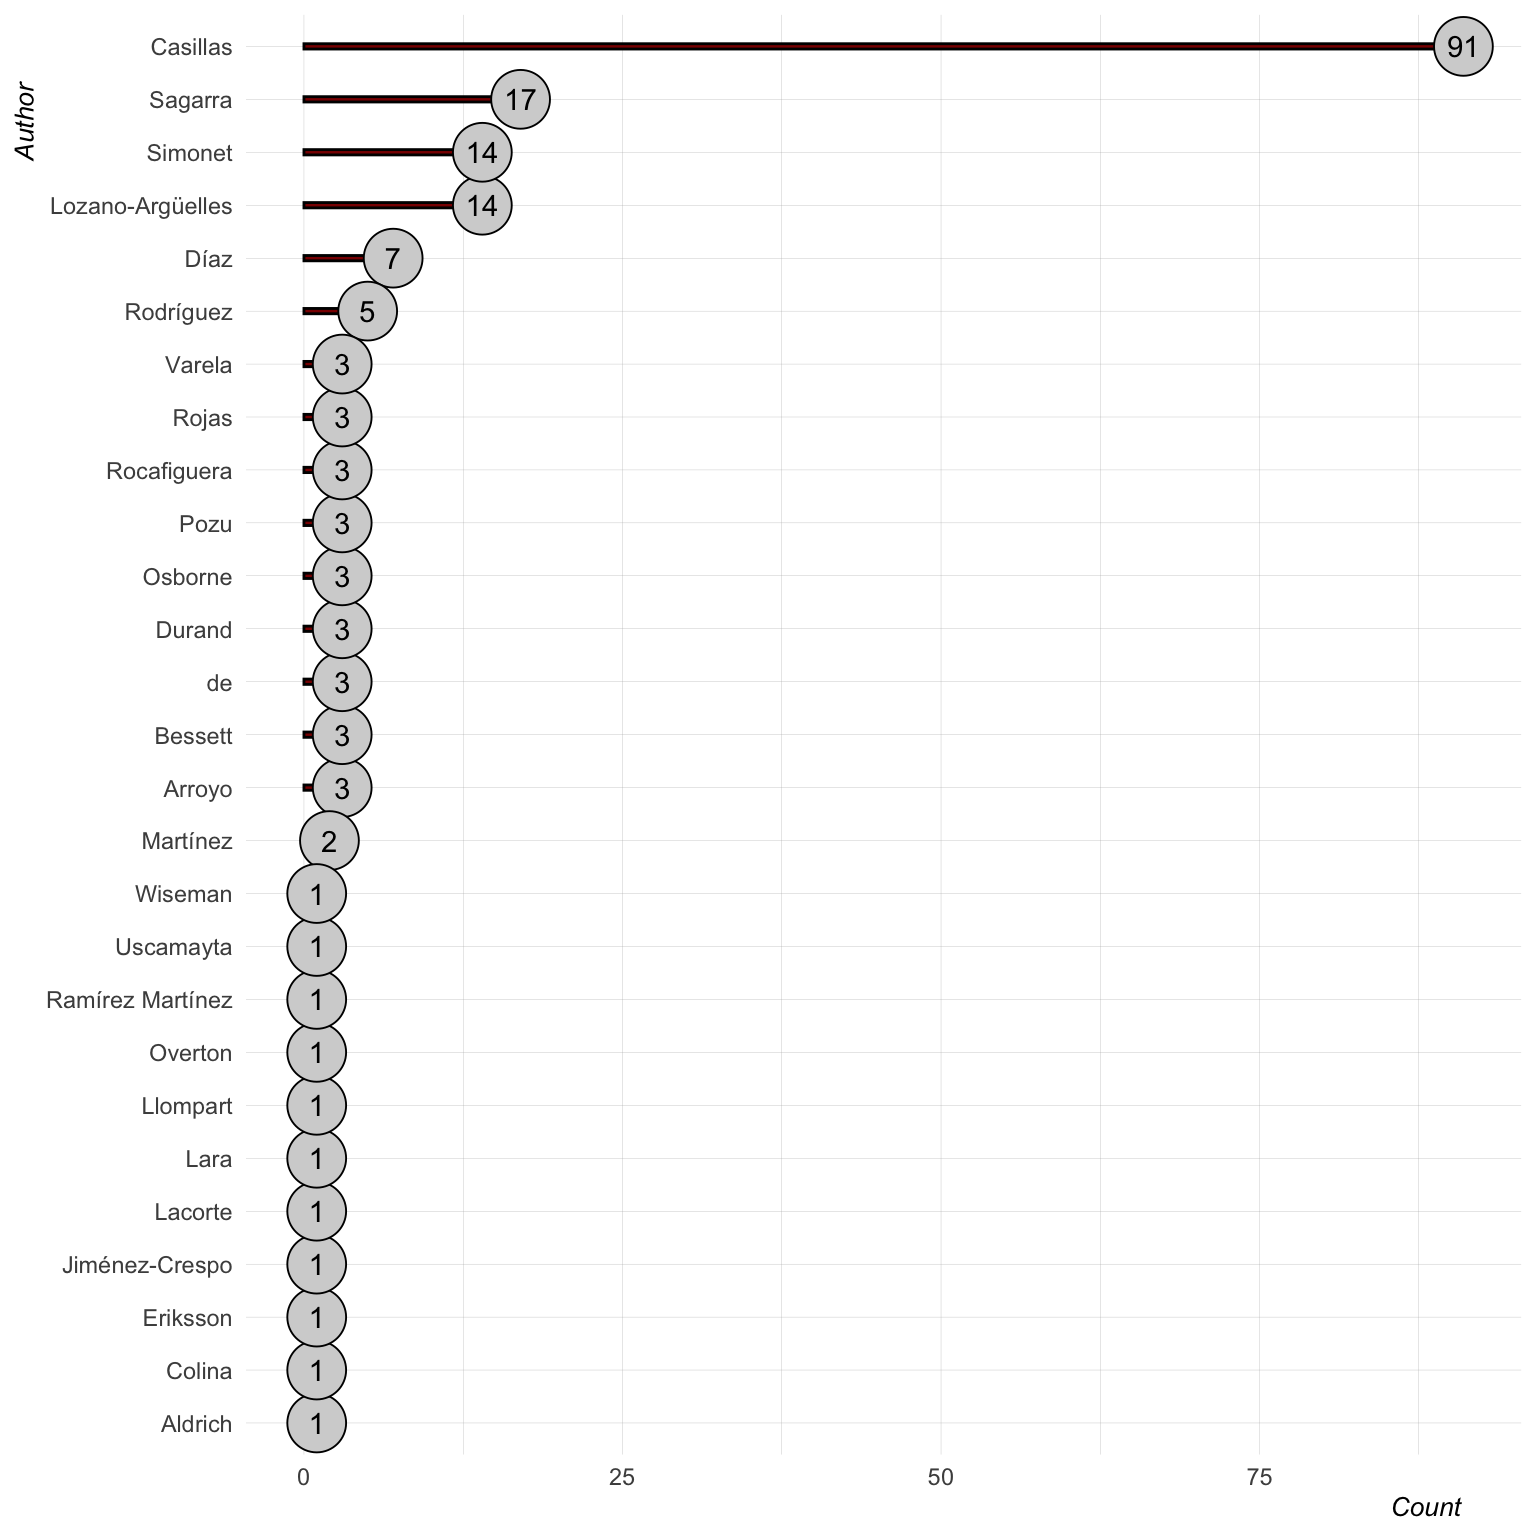 Author
Casillas 91
Sagarra 17
Simonet 14
Lozano-Argüelles 14
Díaz 7
Rodríguez 5
Varela 3
Rojas 3
Rocafiguera 3
Pozu 3
Osborne 3
Durand 3
de 3
Bessett 3
Arroyo 3
Martínez 2
Wiseman 1
Uscamayta 1
Ramírez Martínez 1
Overton 1
Llompart 1
Lara 1
Lacorte 1
Jiménez-Crespo 1
Eriksson 1
Colina 1
Aldrich 1
0 25 50 75
Count